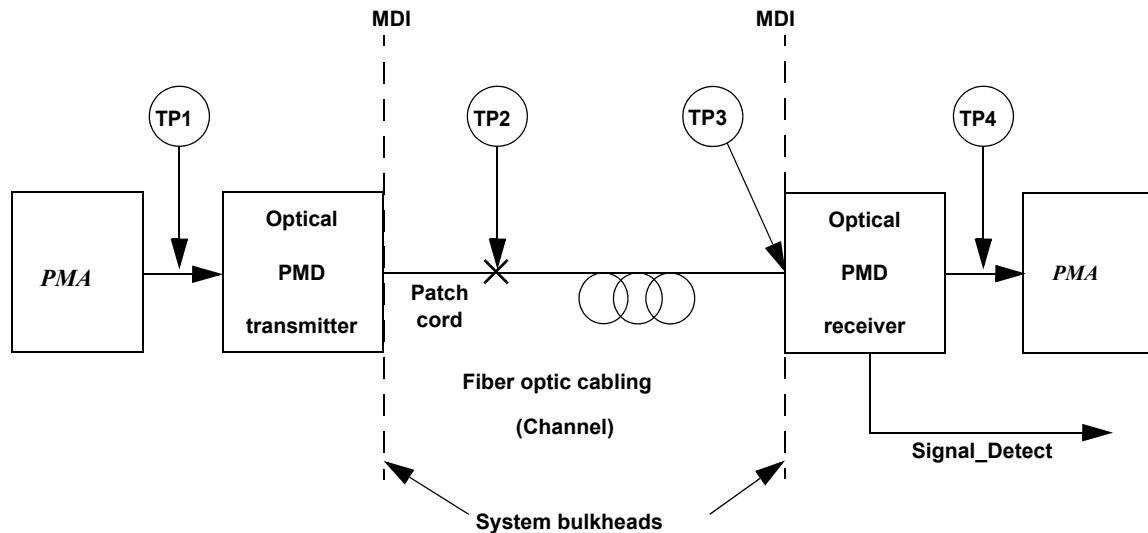 MDI
MDI
TP1
TP2
TP3
TP4
PMA
Optical
PMD
transmitter
Patch
cord
Optical
PMD
receiver
PMA
Fiber optic cabling
(Channel)
Signal_Detect
System bulkheads